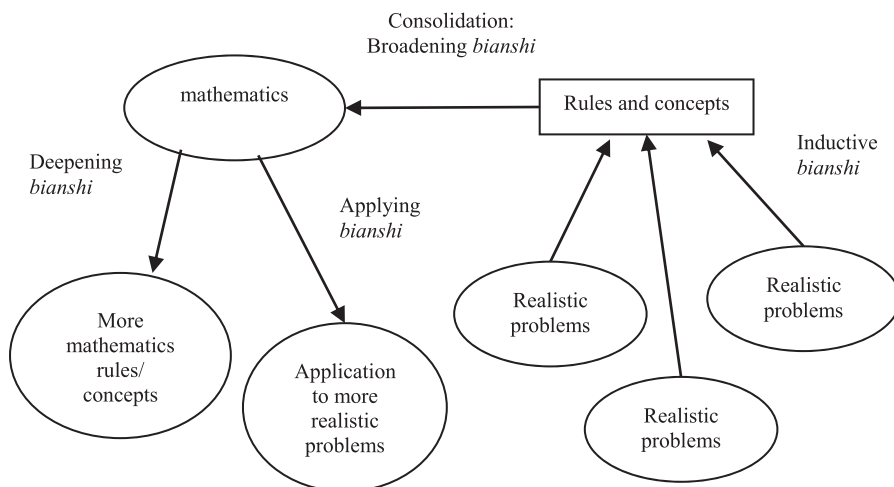 Consolidation:
Broadening bianshi
mathematics
Rules and concepts
Deepening
bianshi
Inductive
bianshi
Applying
bianshi
Realistic
problems
Realistic
problems
More
mathematics
rules/
concepts
Application
to more
realistic
problems
Realistic
problems